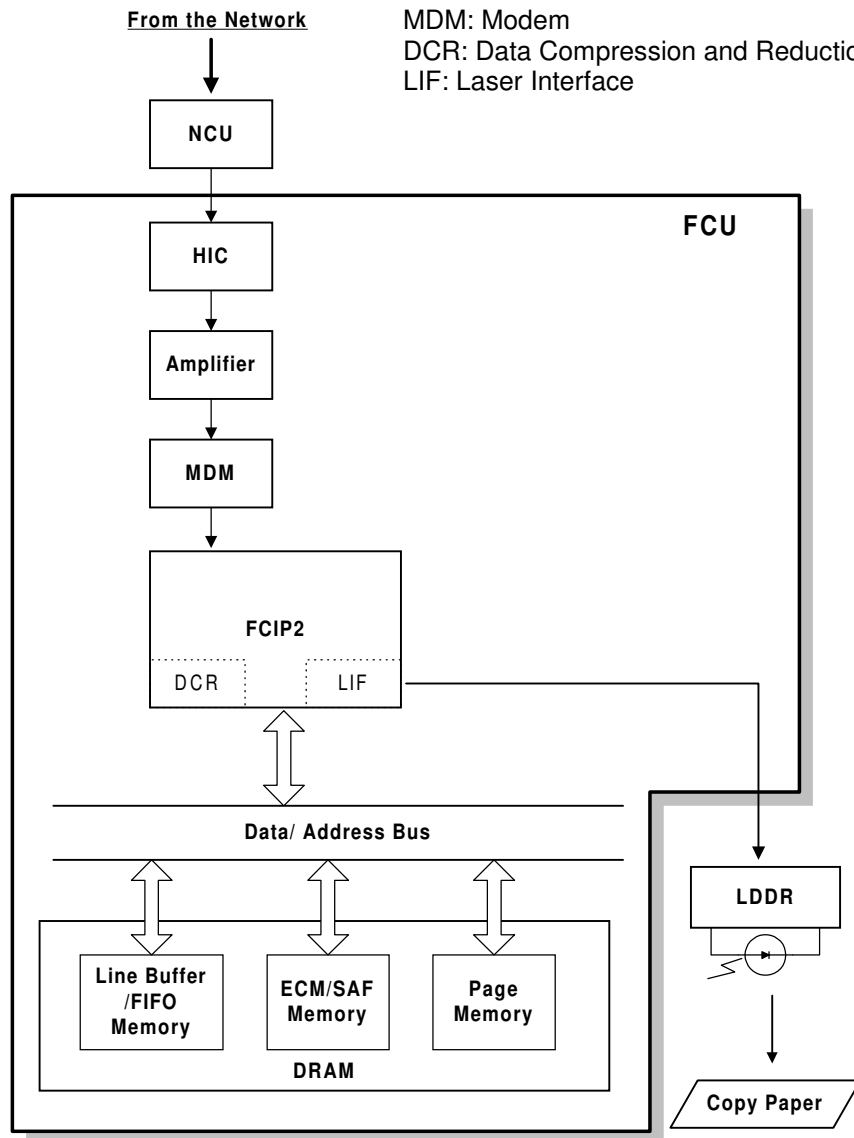 From the Network
MDM: Modem
DCR: Data Compression and Reductio
LIF: Laser Interface
NCU
FCU
HIC
Amplifier
MDM
FCIP2
DCR
LIF
Data/ Address Bus
LDDR
Line Buffer
/FIFO
Memory
ECM/SAF
Memory
Page
Memory
DRAM
Copy Paper